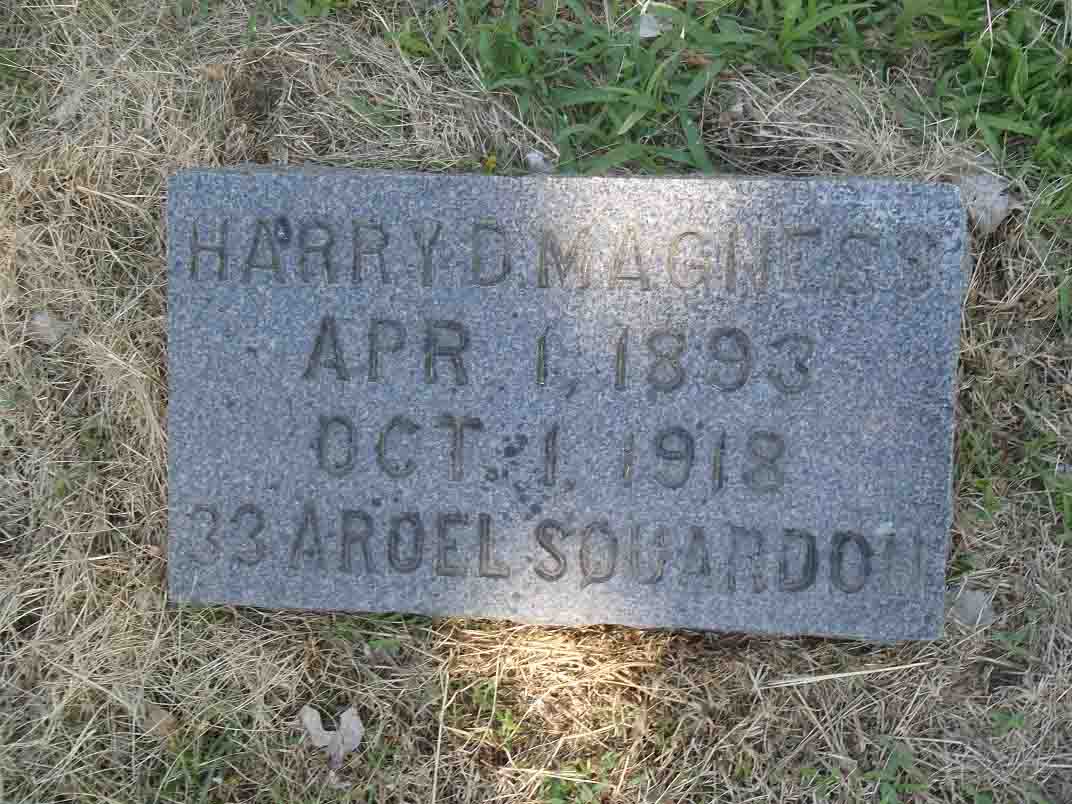 HARRY D. MAGNESS
APR 1, 1893
OCT. 1, 1918
33 AROEL SQUARDON